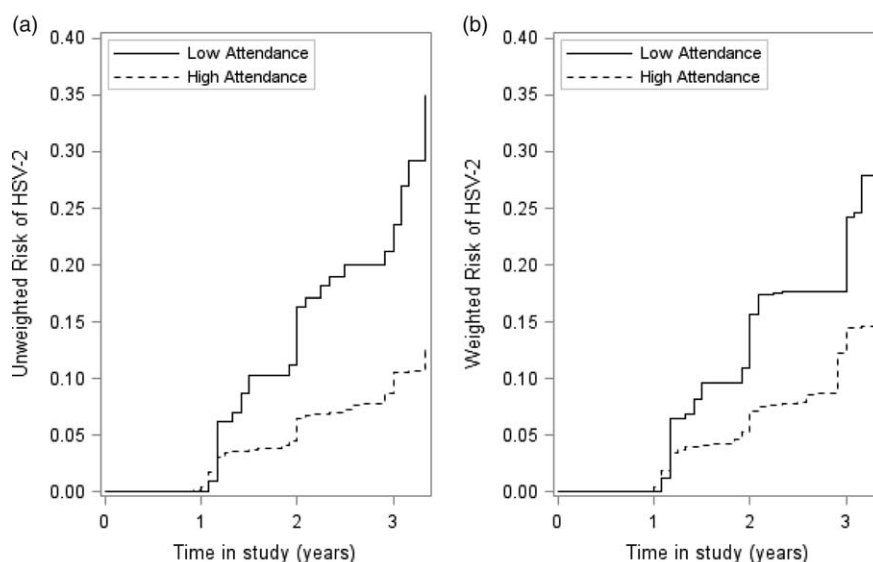 (a)
0.40
0.35
0.30
0.25
0.20
0.15
0.10
0.05
0.00
Unweighted Risk of HSV-2
Low Attendance
High Attendance
0 1 2 3
Time in study (years)
(b)
0.40
0.35
0.30
0.25
0.20
0.15
0.10
0.05
0.00
Weighted Risk of HSV-2
Low Attendance
High Attendance
0 1 2 3
Time in study (years)